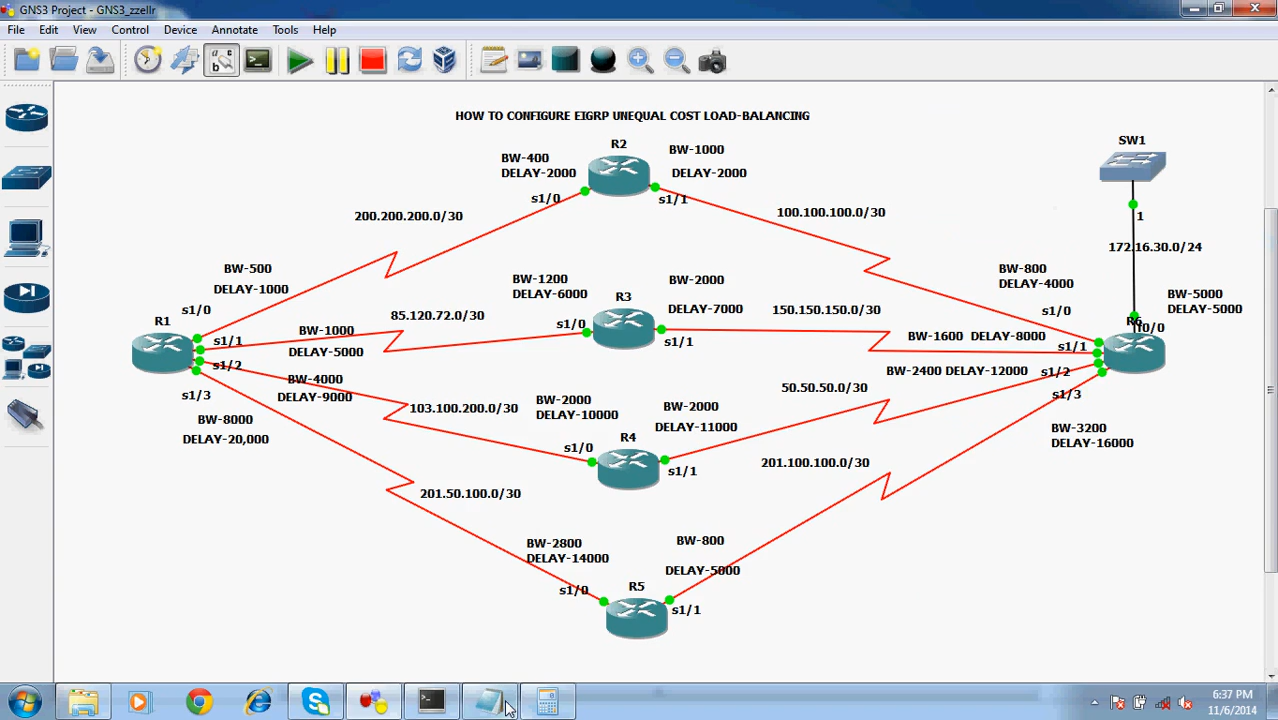 GNS3 Project - GNS3_zzellr
File Edit View Control Device Annotate Tools Help
HOW TO CONFIGURE EIGRP UNEQUAL COST LOAD-BALANCING
R2
BW-400
DELAY-2000
BW-1000
DELAY-2000
s1/0
s1/1
SW1
1
200.200.200.0/30
100.100.100.0/30
172.16.30.0/24
BW-500
DELAY-1000
BW-1200
DELAY-6000
R3
BW-2000
DELAY-7000
BW-800
DELAY-4000
BW-5000
DELAY-5000
s1/0
R1
s1/1
s1/2
s1/3
85.120.72.0/30
s1/0
s1/1
150.150.150.0/30
s1/0
R6
f0/0
BW-1000
DELAY-5000
BW-1600 DELAY-8000
s1/1
BW-4000
DELAY-9000
BW-2400 DELAY-12000
s1/2
s1/3
BW-8000
DELAY-20,000
103.100.200.0/30
BW-2000
DELAY-10000
BW-2000
DELAY-11000
50.50.50.0/30
R4
s1/0
s1/1
BW-3200
DELAY-16000
201.100.100.0/30
201.50.100.0/30
BW-2800
DELAY-14000
BW-800
DELAY-5000
R5
s1/0
s1/1
6:37 PM
11/6/2014